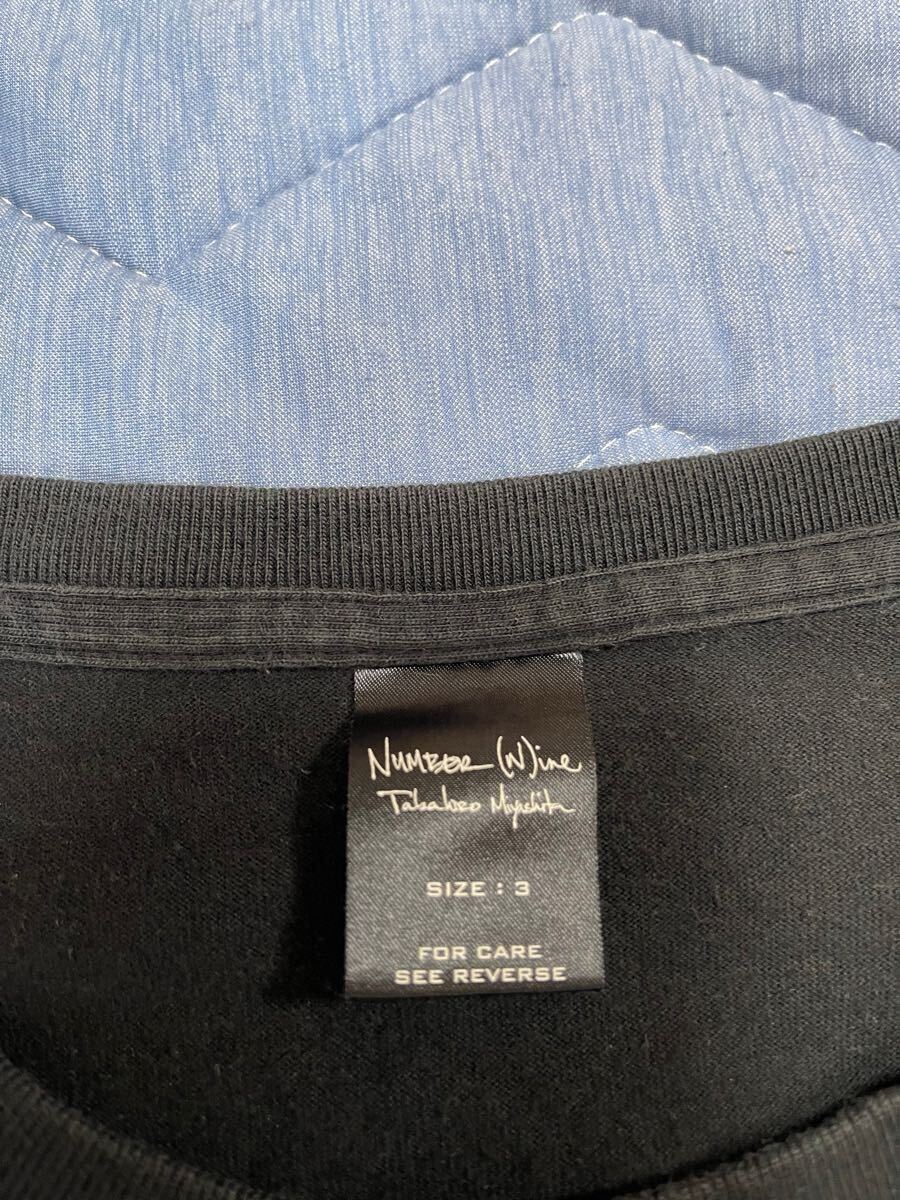 NUMBER (N)ine
Takahiro Miyashita
SIZE : 3
FOR CARE
SEE REVERSE